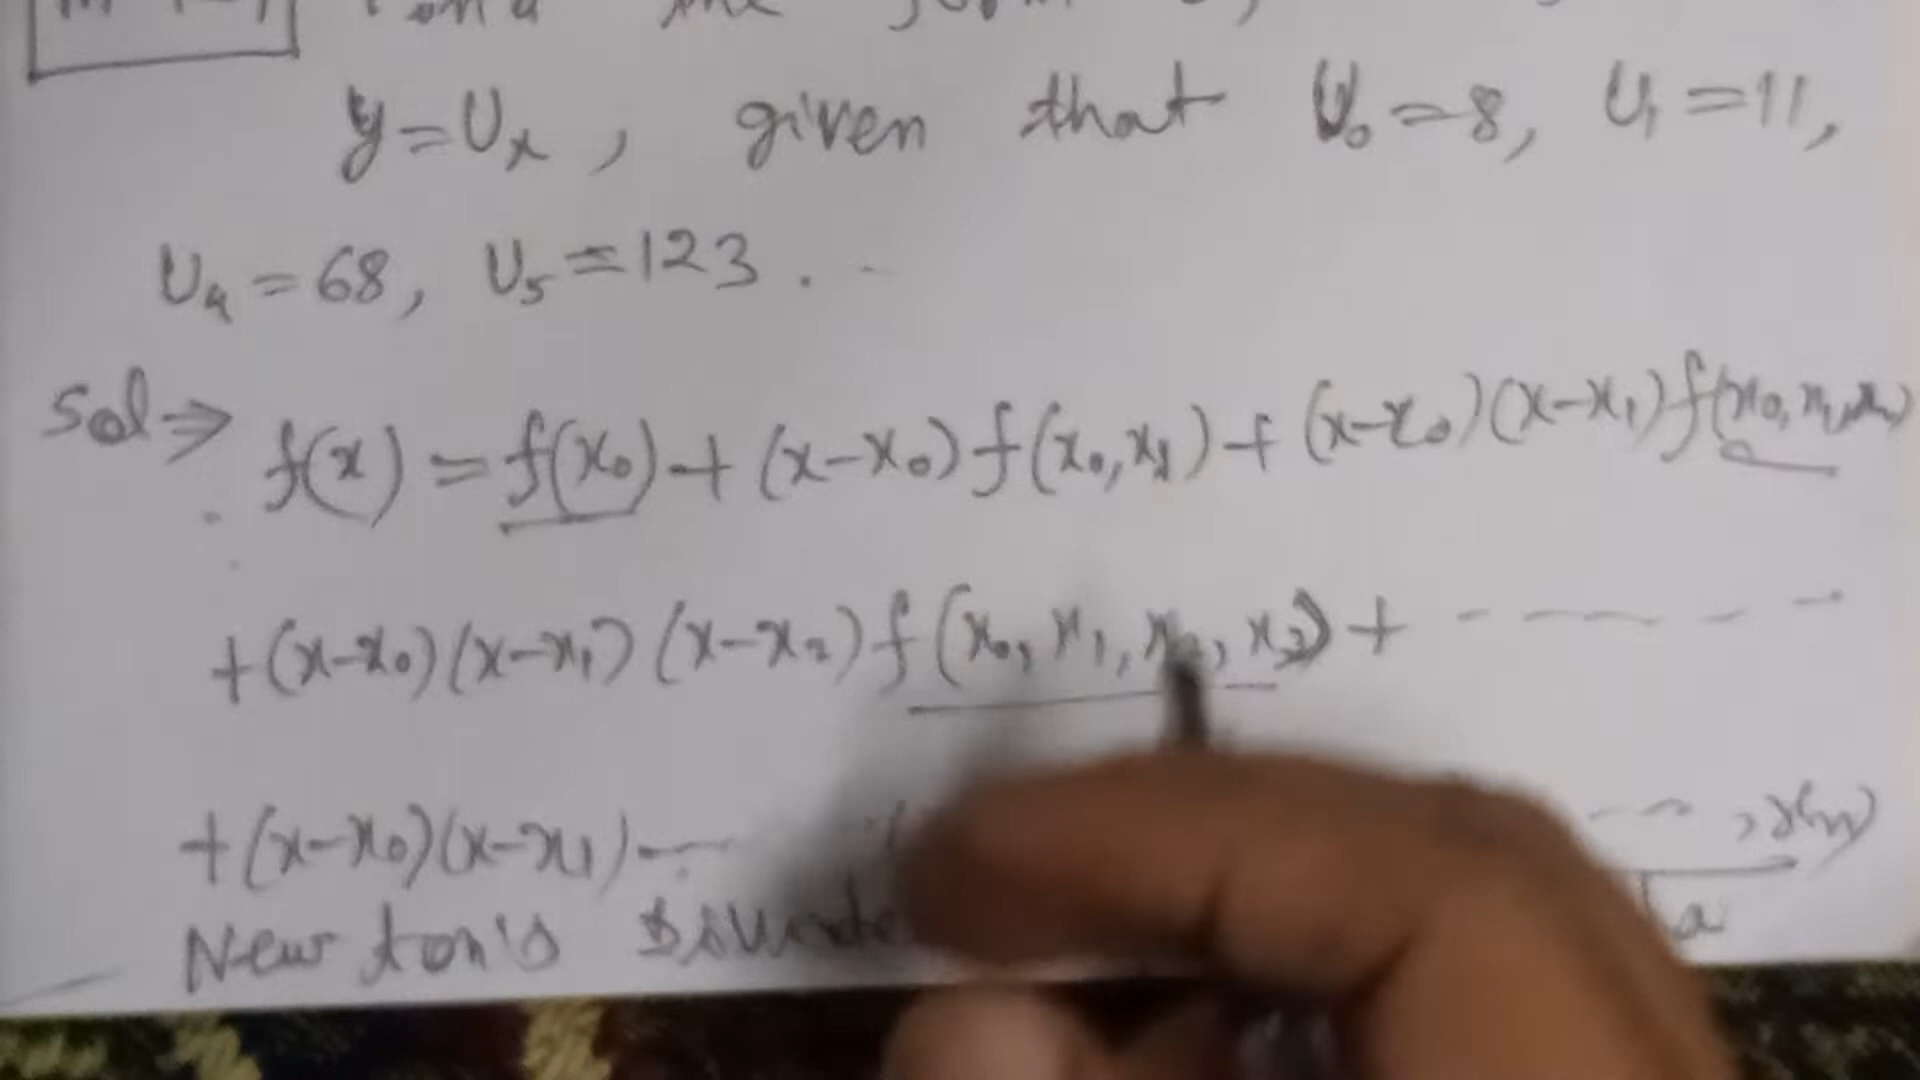 y=Ux, given that U₀=8, U₁=11,
U₄=68, U₅=123.
Sol⇒ f(x)=f(x₀)+(x-x₀)f(x₀,x₁)+(x-x₀)(x-x₁)f(x₀,x₁,x₂)
+(x-x₀)(x-x₁)(x-x₂)f(x₀,x₁,x₂,x₃)+ -----
+(x-x₀)(x-x₁)---
Newton's